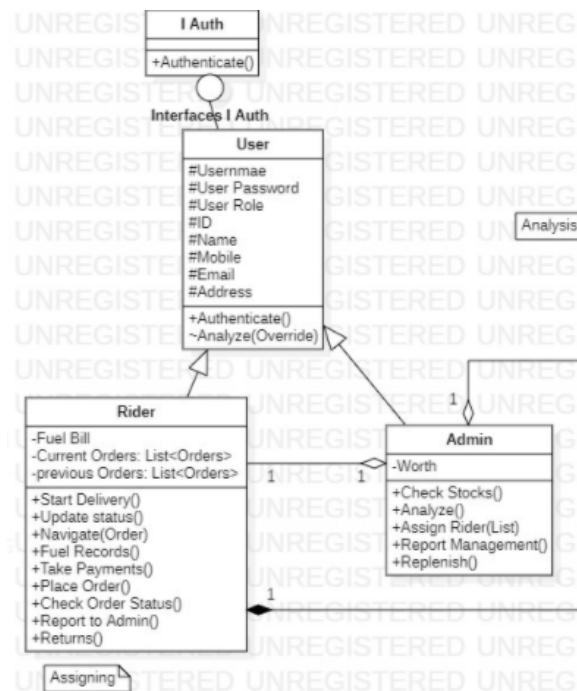 I Auth
+Authenticate()
Interfaces I Auth
User
#Usernmae
#User Password
#User Role
#ID
#Name
#Mobile
#Email
#Address
+Authenticate()
~Analyze(Override)
Analysis
Rider
-Fuel Bill
-Current Orders: List<Orders>
-previous Orders: List<Orders>
+Start Delivery()
+Update status()
+Navigate(Order)
+Fuel Records()
+Take Payments()
+Place Order()
+Check Order Status()
+Report to Admin()
+Returns()
1
1
1
1
Admin
-Worth
+Check Stocks()
+Analyze()
+Assign Rider(List)
+Report Management()
+Replenish()
Assigning
UNREGISTERED UNREGISTERED UNREG